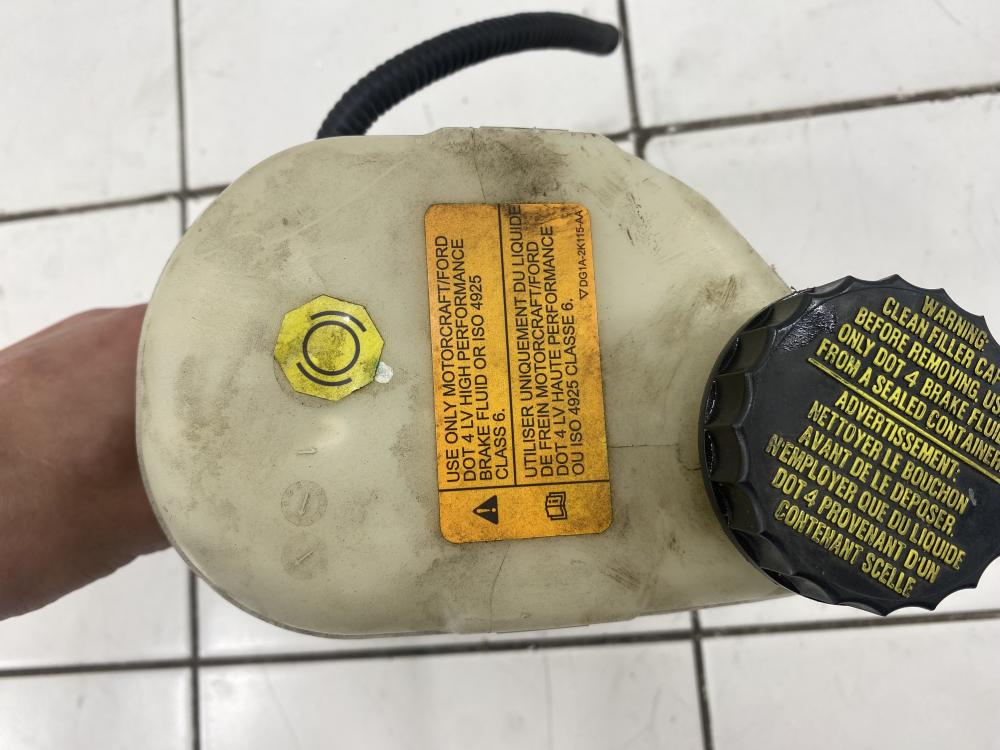 USE ONLY MOTORCRAFT/FORD
DOT 4 LV HIGH PERFORMANCE
BRAKE FLUID OR ISO 4925
CLASS 6.
UTILISER UNIQUEMENT DU LIQUIDE
DE FREIN MOTORCRAFT/FORD
DOT 4 LV HAUTE PERFORMANCE
OU ISO 4925 CLASSE 6.
DG1A-2K115-AA
WARNING
CLEAN FILLER CAP
BEFORE REMOVING. USE
ONLY DOT 4 BRAKE FLUID
FROM A SEALED CONTAINER
ADVERTISSEMENT:
NETTOYER LE BOUCHON
AVANT DE LE DEPOSER.
N'EMPLOYER QUE DU LIQUIDE
DOT 4 PROVENANT D'UN
CONTENANT SCELLE